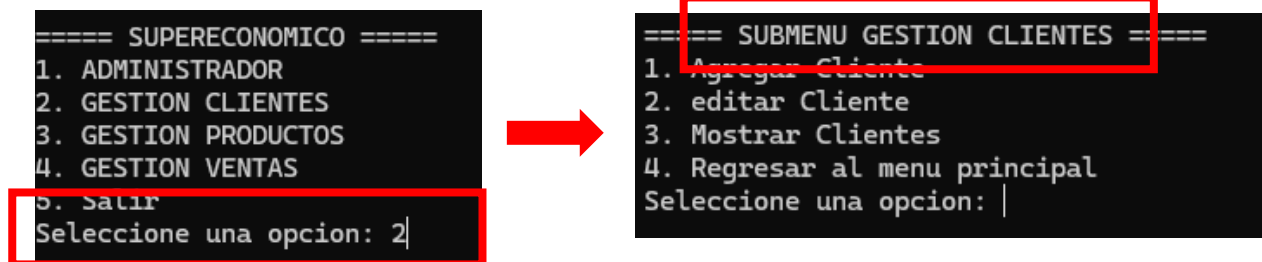 ===== SUPERECONOMICO =====
1. ADMINISTRADOR
2. GESTION CLIENTES
3. GESTION PRODUCTOS
4. GESTION VENTAS
5. Salir
Seleccione una opcion: 2
===== SUBMENU GESTION CLIENTES =====
1. Agregar Cliente
2. editar Cliente
3. Mostrar Clientes
4. Regresar al menu principal
Seleccione una opcion: